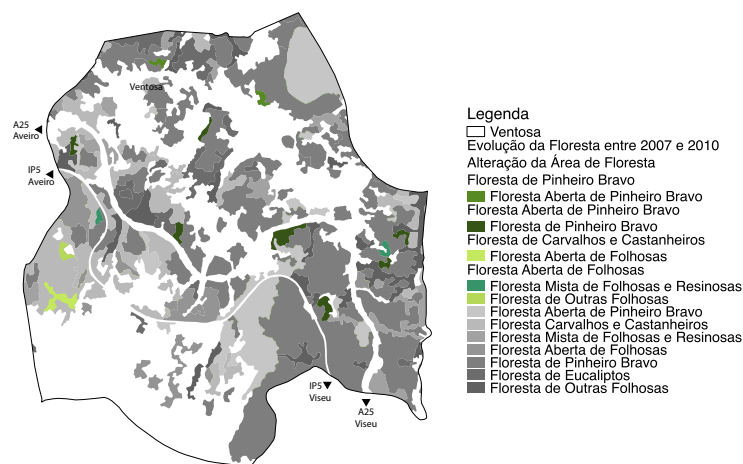 Ventosa
A25
Aveiro
IP5
Aveiro
IP5
Viseu
A25
Viseu
Legenda
Ventosa
Evolução da Floresta entre 2007 e 2010
Alteração da Área de Floresta
Floresta de Pinheiro Bravo
Floresta Aberta de Pinheiro Bravo
Floresta Aberta de Pinheiro Bravo
Floresta de Pinheiro Bravo
Floresta de Carvalhos e Castanheiros
Floresta Aberta de Folhosas
Floresta Aberta de Folhosas
Floresta Mista de Folhosas e Resinosas
Floresta de Outras Folhosas
Floresta Aberta de Pinheiro Bravo
Floresta Carvalhos e Castanheiros
Floresta Mista de Folhosas e Resinosas
Floresta Aberta de Folhosas
Floresta de Pinheiro Bravo
Floresta de Eucaliptos
Floresta de Outras Folhosas